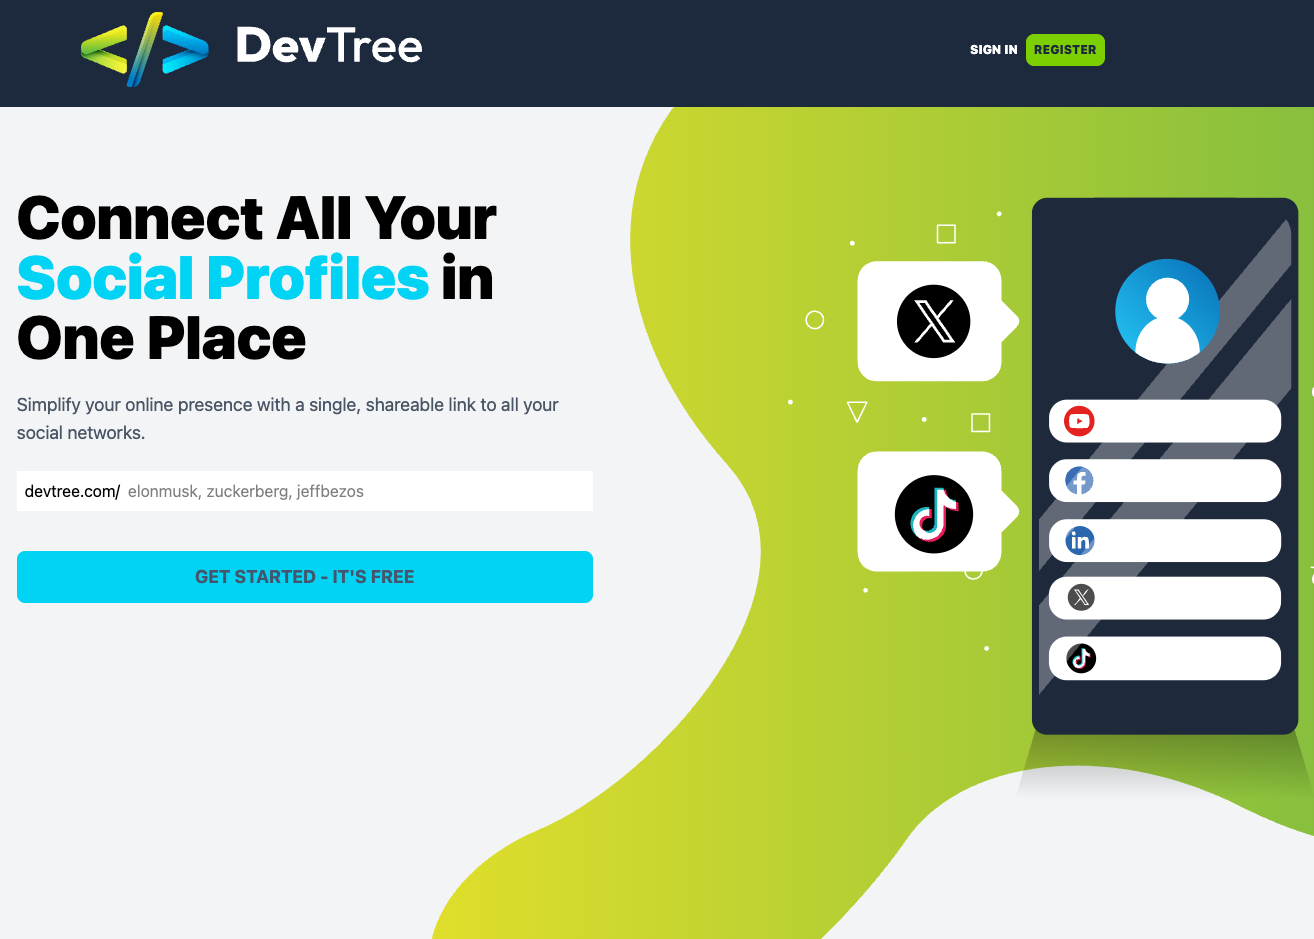 DevTree
SIGN IN REGISTER
Connect All Your
Social Profiles in
One Place
Simplify your online presence with a single, shareable link to all your
social networks.
devtree.com/ elonmusk, zuckerberg, jeffbezos
GET STARTED - IT'S FREE